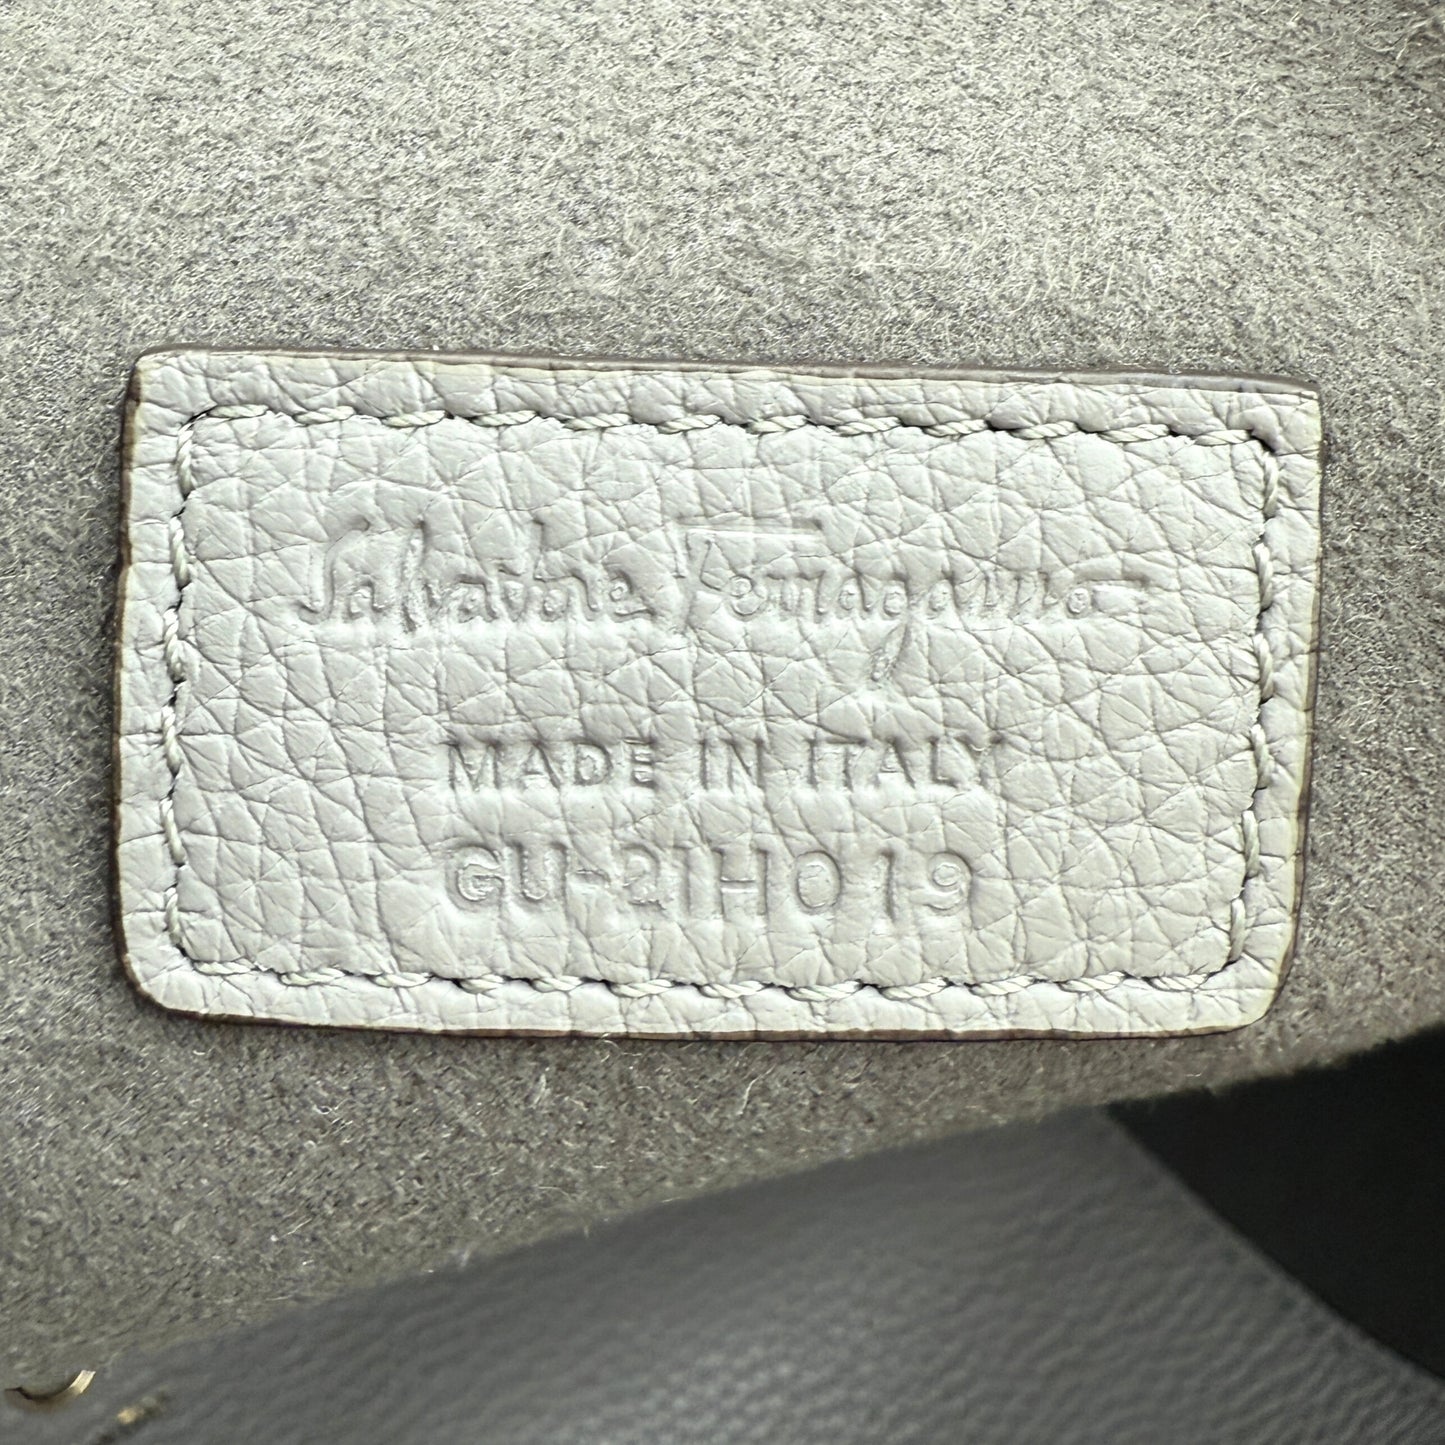 Salvatore Ferragamo
MADE IN ITALY
GU-21H019